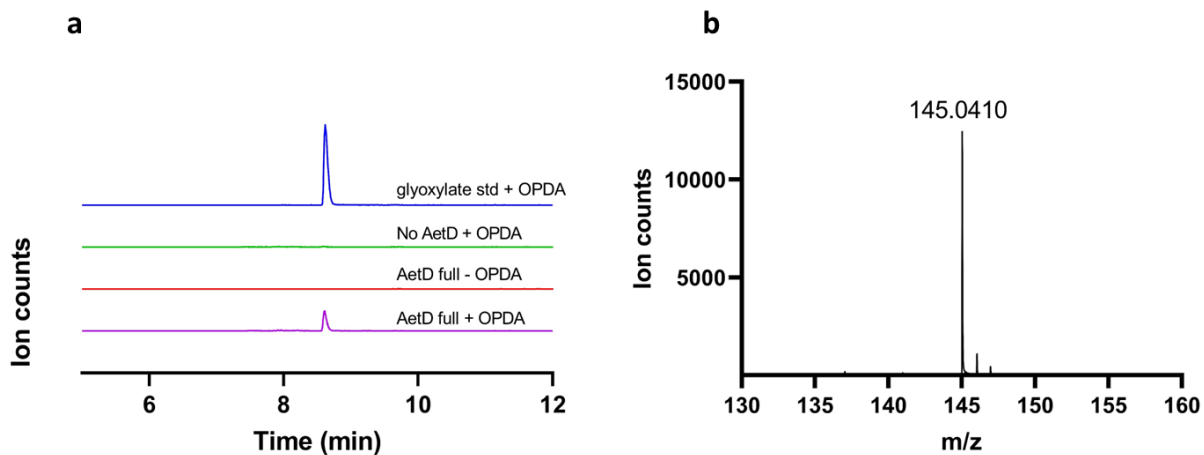 a
glyoxylate std + OPDA
No AetD + OPDA
AetD full - OPDA
AetD full + OPDA
Ion counts
6 8 10 12
Time (min)
b
15000
10000
5000
145.0410
Ion counts
130 135 140 145 150 155 160
m/z